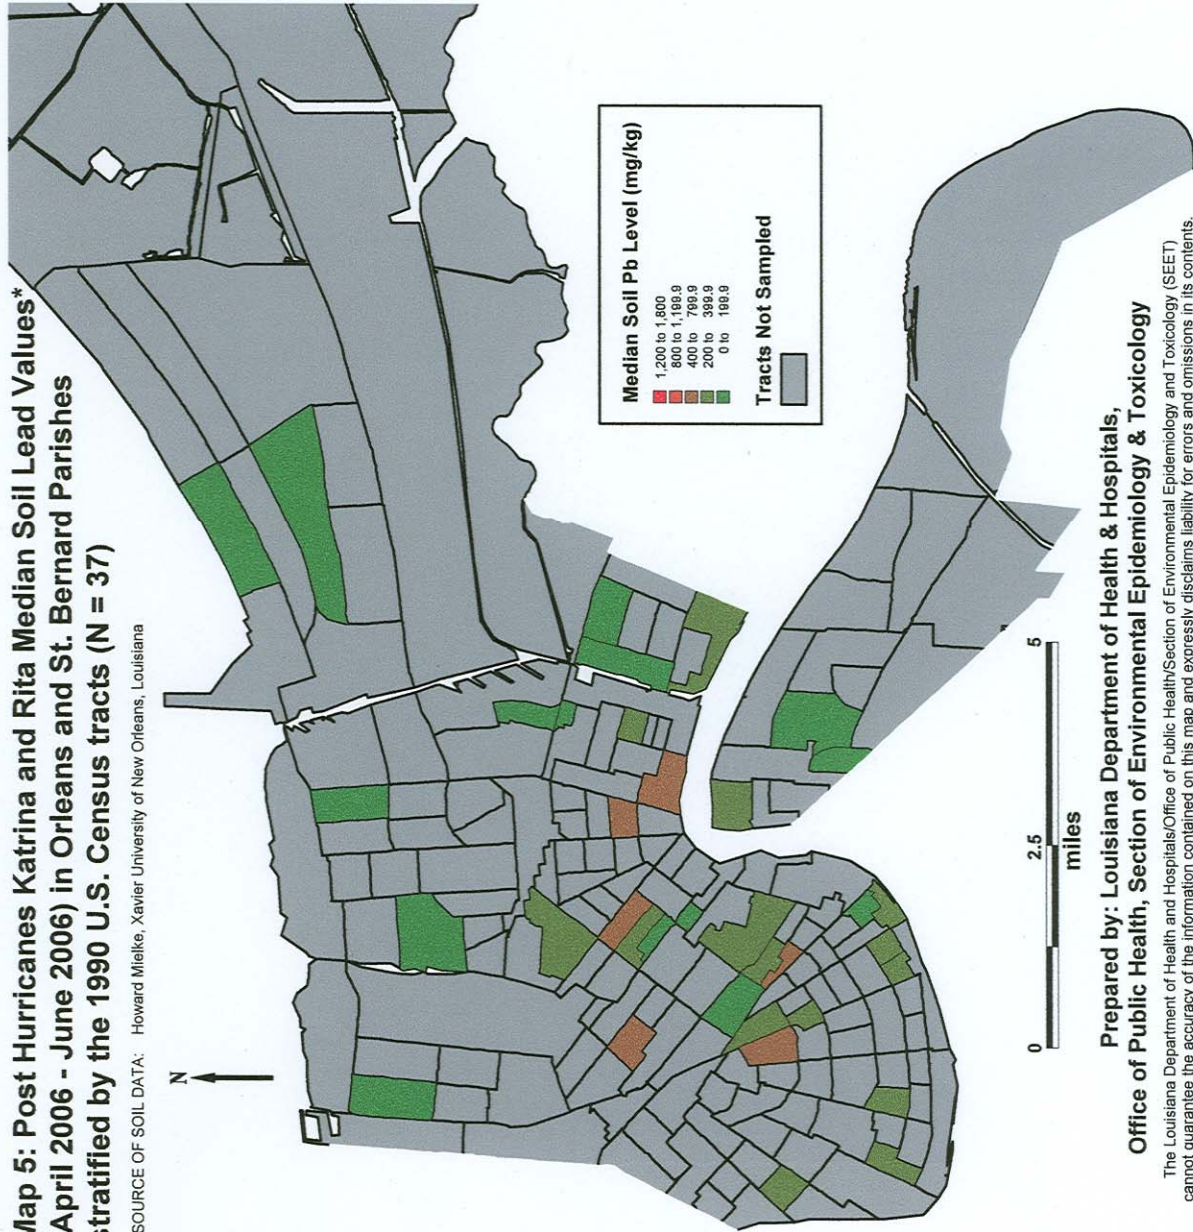 Map 5: Post Hurricanes Katrina and Rita Median Soil Lead Values*
April 2006 - June 2006) in Orleans and St. Bernard Parishes
stratified by the 1990 U.S. Census tracts (N = 37)
SOURCE OF SOIL DATA: Howard Mielke, Xavier University of New Orleans, Louisiana
N
Median Soil Pb Level (mg/kg)
1,200 to 1,800
800 to 1,199.9
400 to 799.9
200 to 399.9
0 to 199.9
Tracts Not Sampled
0 2.5 5
miles
Prepared by: Louisiana Department of Health & Hospitals,
Office of Public Health, Section of Environmental Epidemiology & Toxicology
The Louisiana Department of Health and Hospitals/Office of Public Health/Section of Environmental Epidemiology and Toxicology (SEET)
cannot guarantee the accuracy of the information contained on this map and expressly disclaims liability for errors and omissions in its contents.